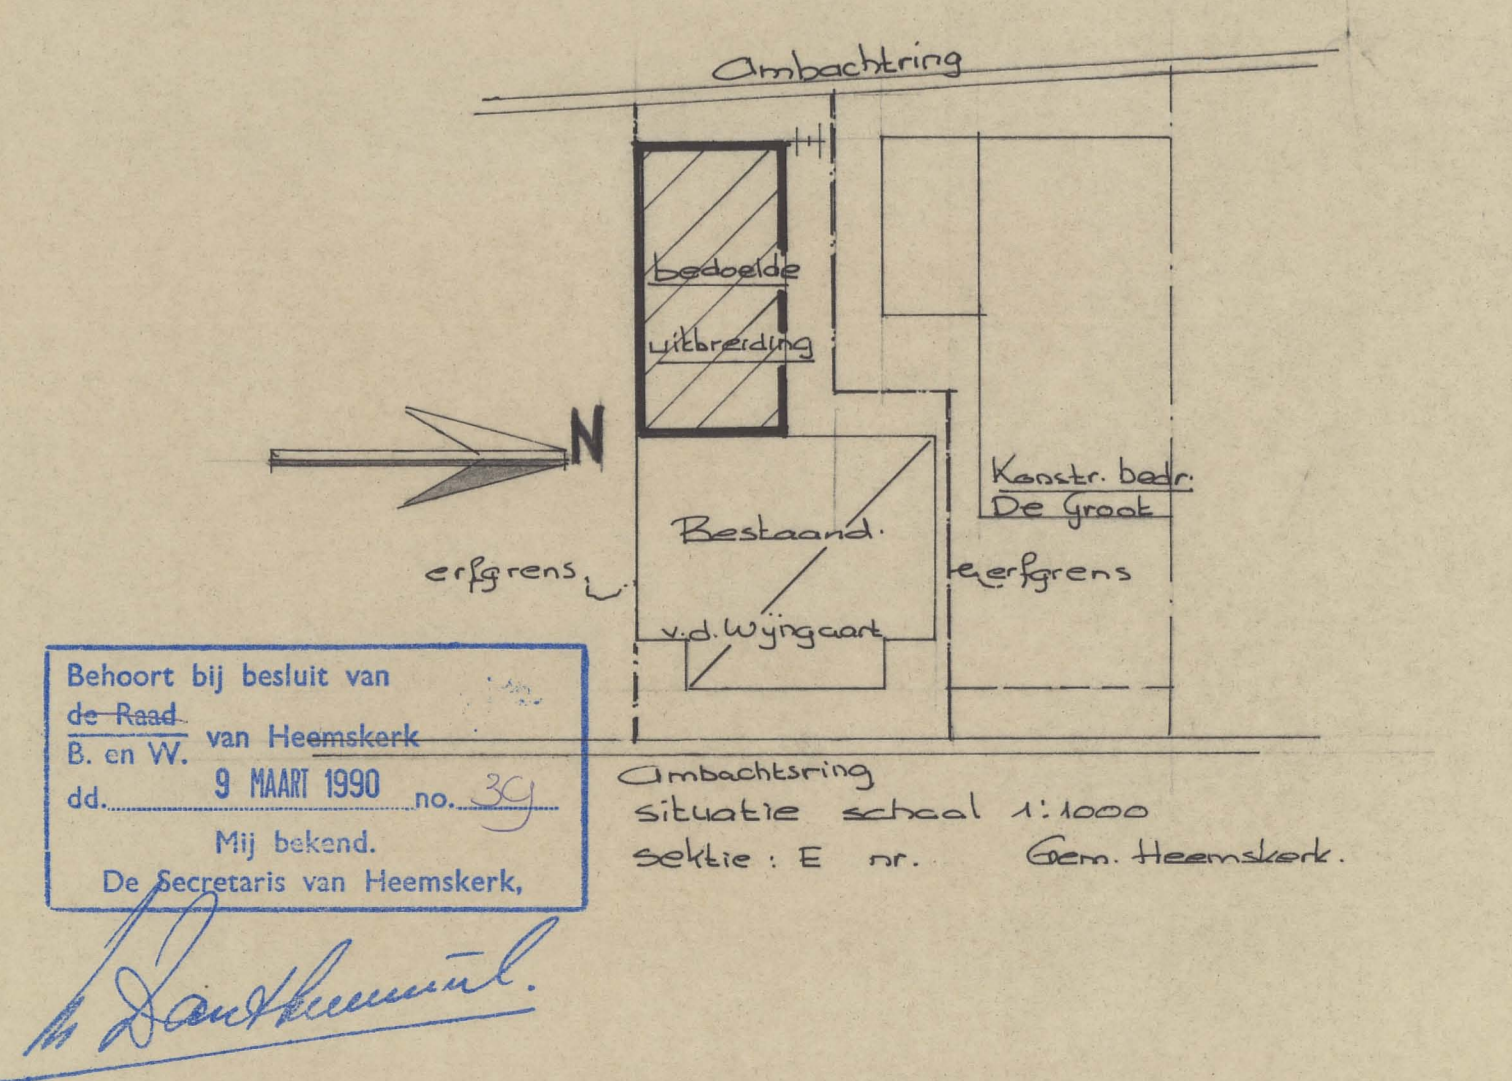 Ambachtring
bedoelde
uitbreiding
N
Konstr. bedr.
De Groot
Bestaand.
erfgrens
erfgrens
v.d. Wijngaart
Behoort bij besluit van
de Raad
B. en W. van Heemskerk
dd. 9 MAART 1990 no. 39
Mij bekend.
De Secretaris van Heemskerk,
Ambachtsring
situatie schaal 1:1000
sektie: E nr. Gem. Heemskerk.